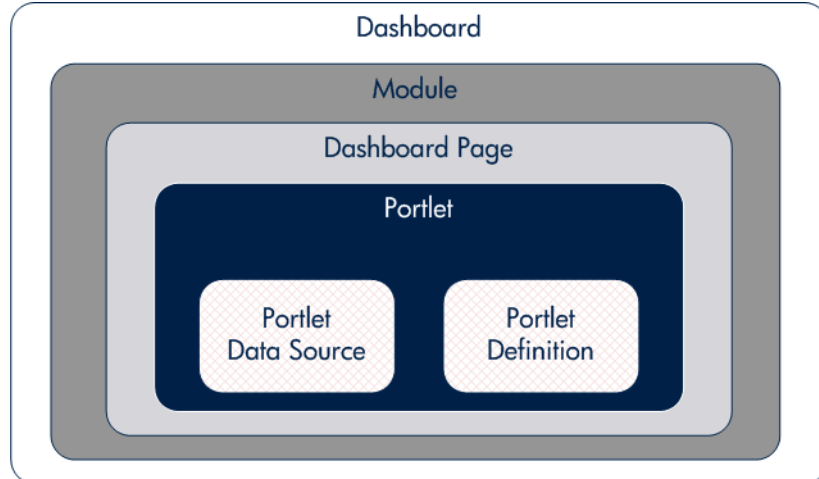 Dashboard
Module
Dashboard Page
Portlet
Portlet
Data Source
Portlet
Definition